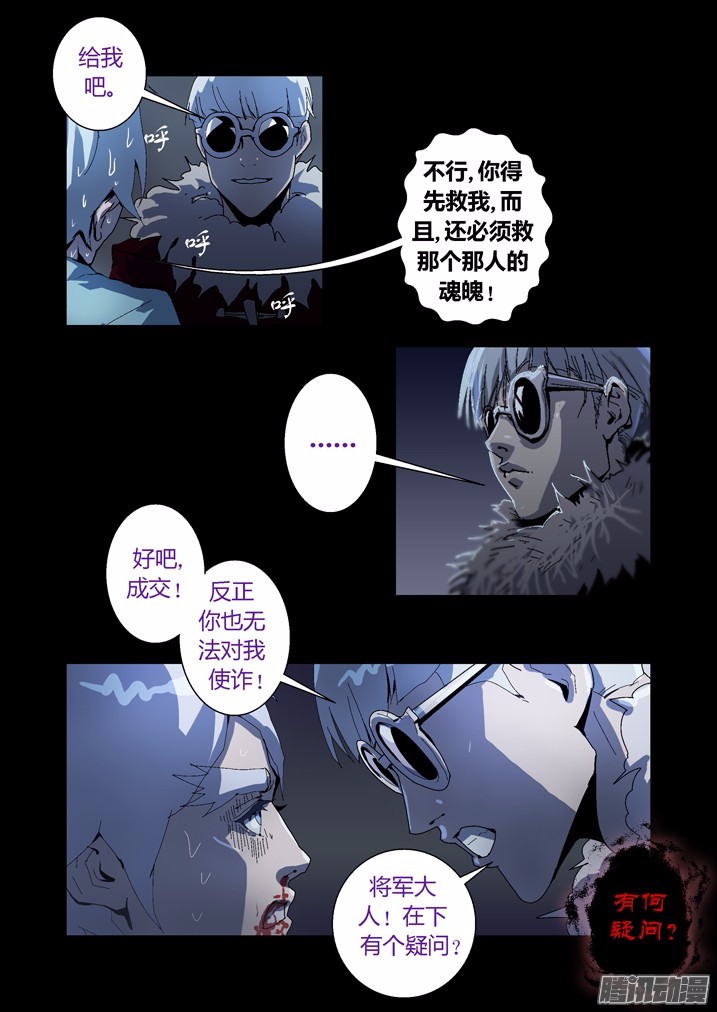 给我
吧。
呼
呼
呼
不行,你得
先救我,而
且,还必须救
那个那人的
魂魄!
……
好吧,
成交!
反正
你也无
法对我
使诈!
将军大
人!在下
有个疑问?
有何
疑问?
腾讯动漫